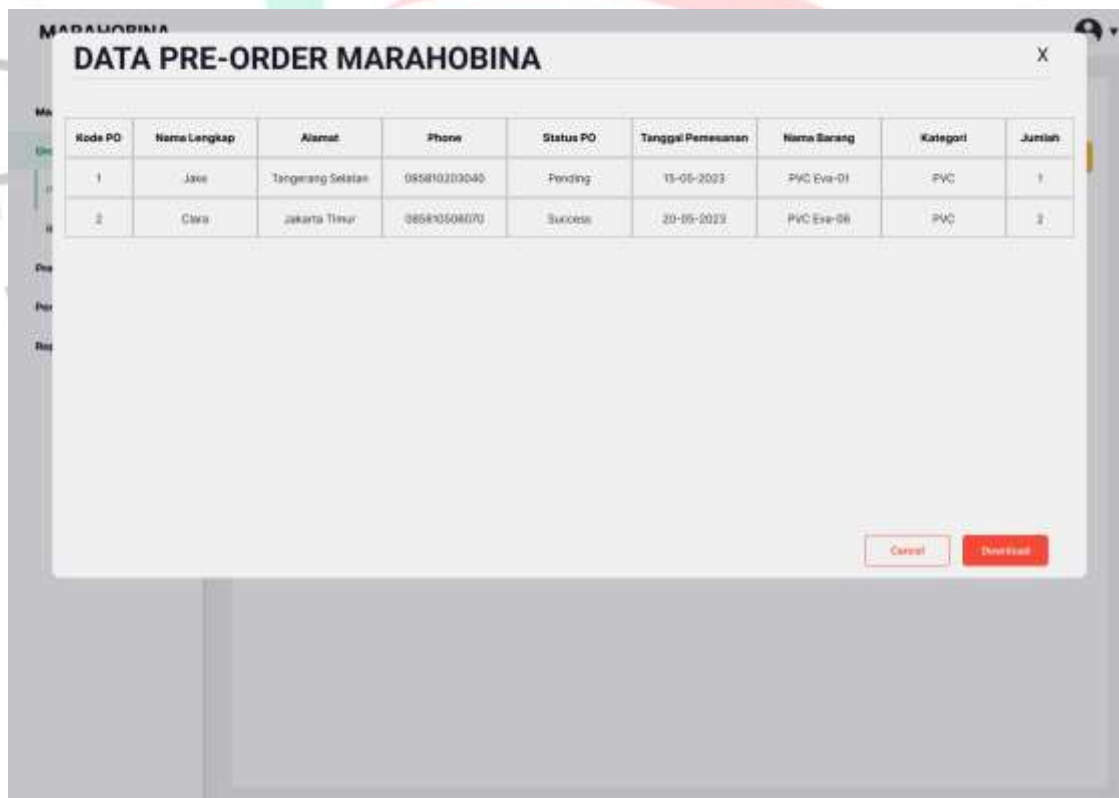 MARAHOBINA
DATA PRE-ORDER MARAHOBINA X
Kode PO Nama Lengkap Alamat Phone Status PO Tanggal Pemesanan Nama Barang Kategori Jumlah
1 Jake Tangerang Selatan 085810203040 Pending 15-05-2023 PVC Eva-01 PVC 1
2 Clara Jakarta Timur 085810506070 Success 20-05-2023 PVC Eva-06 PVC 2
Cancel Download